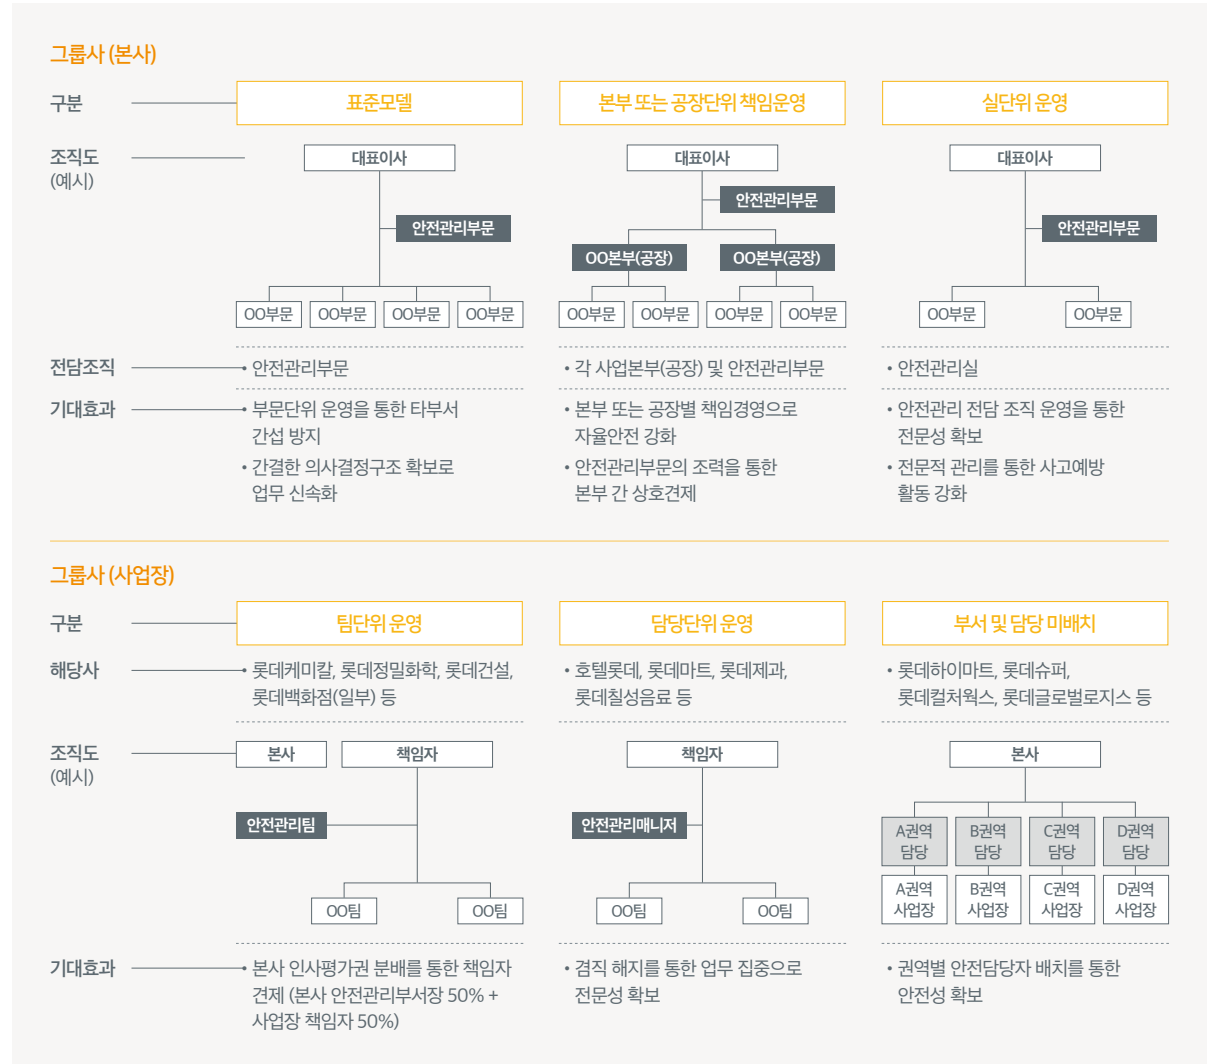 그룹사 (본사)
구분
표준모델
본부 또는 공장단위 책임운영
실단위 운영
조직도
(예시)
대표이사
안전관리부문
OO부문
OO부문
OO부문
OO부문
대표이사
안전관리부문
OO본부(공장)
OO본부(공장)
OO부문
OO부문
OO부문
OO부문
대표이사
안전관리부문
OO부문
OO부문
전담조직
• 안전관리부문
• 각 사업본부(공장) 및 안전관리부문
• 안전관리실
기대효과
• 부문단위 운영을 통한 타부서
간섭 방지
• 간결한 의사결정구조 확보로
업무 신속화
• 본부 또는 공장별 책임경영으로
자율안전 강화
• 안전관리부문의 조력을 통한
본부 간 상호견제
• 안전관리 전담 조직 운영을 통한
전문성 확보
• 전문적 관리를 통한 사고예방
활동 강화
그룹사 (사업장)
구분
팀단위 운영
담당단위 운영
부서 및 담당 미배치
해당사
• 롯데케미칼, 롯데정밀화학, 롯데건설,
롯데백화점(일부) 등
• 호텔롯데, 롯데마트, 롯데제과,
롯데칠성음료 등
• 롯데하이마트, 롯데슈퍼,
롯데컬처웍스, 롯데글로벌로지스 등
조직도
(예시)
본사
책임자
안전관리팀
OO팀
OO팀
책임자
안전관리매니저
OO팀
OO팀
본사
A권역
담당
B권역
담당
C권역
담당
D권역
담당
A권역
사업장
B권역
사업장
C권역
사업장
D권역
사업장
기대효과
• 본사 인사평가권 분배를 통한 책임자
견제 (본사 안전관리부서장 50% +
사업장 책임자 50%)
• 겸직 해지를 통한 업무 집중으로
전문성 확보
• 권역별 안전담당자 배치를 통한
안전성 확보